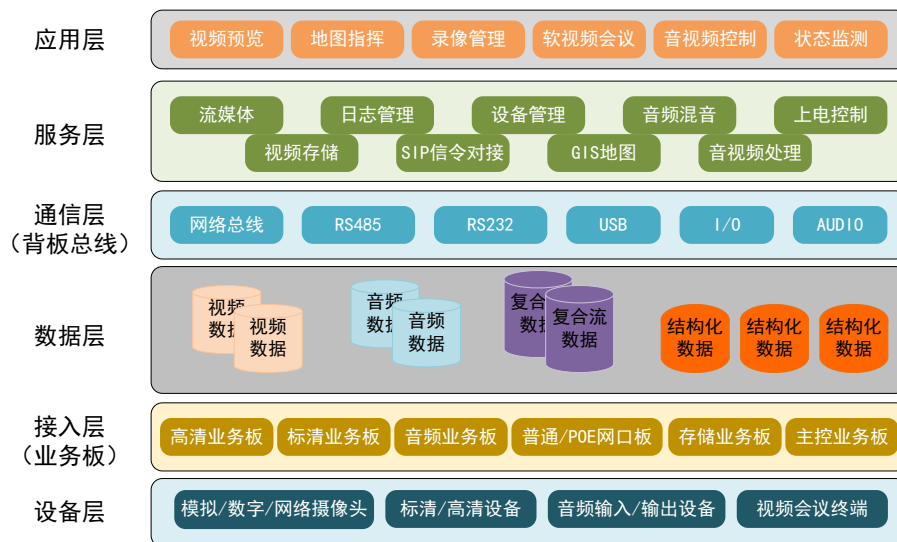 应用层
视频预览 地图指挥 录像管理 软视频会议 音视频控制 状态监测
服务层
流媒体 日志管理 设备管理 音频混音 上电控制
视频存储 SIP信令对接 GIS地图 音视频处理
通信层
（背板总线）
网络总线 RS485 RS232 USB I/O AUDIO
数据层
视频
数据
视频
数据
音频
数据
音频
数据
复合
数据
复合流
数据
结构化
数据
结构化
数据
结构化
数据
接入层
（业务板）
高清业务板 标清业务板 音频业务板 普通/POE网口板 存储业务板 主控业务板
设备层
模拟/数字/网络摄像头 标清/高清设备 音频输入/输出设备 视频会议终端